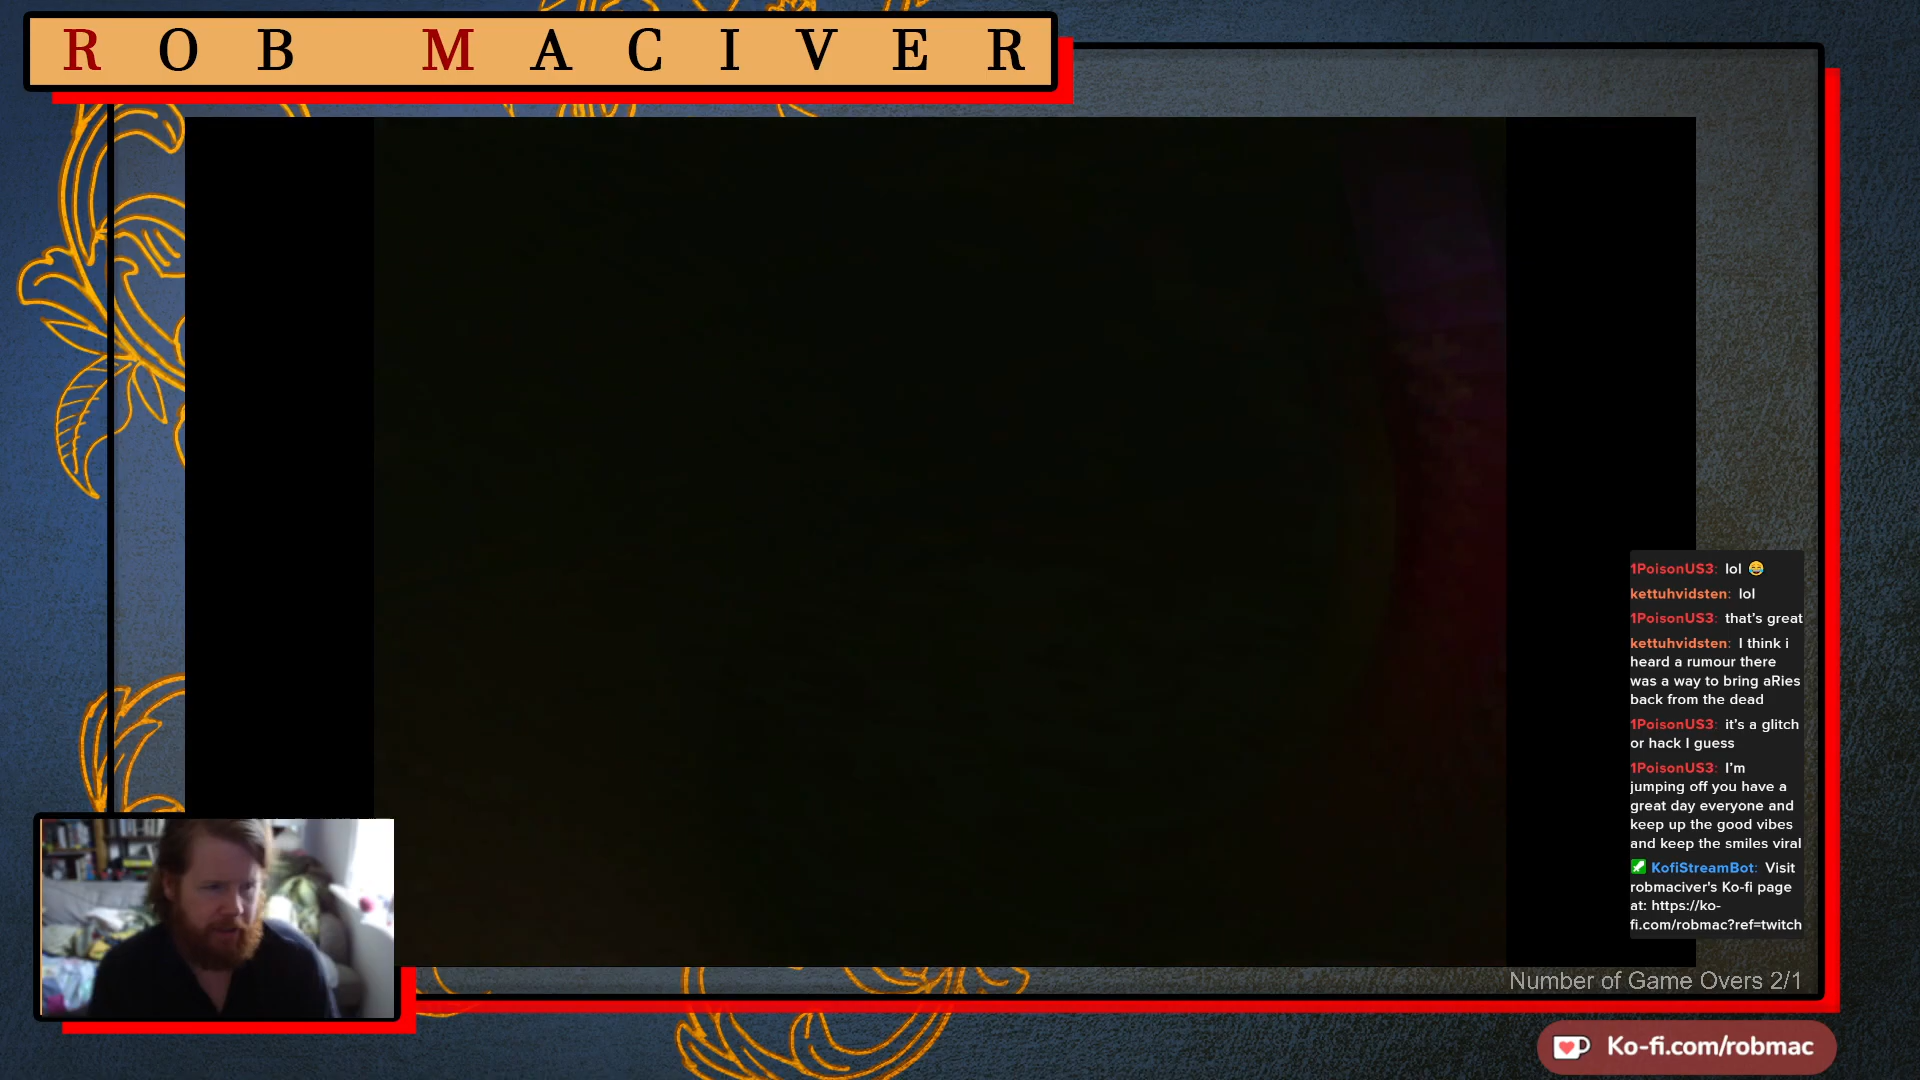 ROB MACIVER
1PoisonUS3: lol 😂
kettuhvidsten: lol
1PoisonUS3: that's great
kettuhvidsten: I think i
heard a rumour there
was a way to bring aRies
back from the dead
1PoisonUS3: it's a glitch
or hack I guess
1PoisonUS3: I'm
jumping off you have a
great day everyone and
keep up the good vibes
and keep the smiles viral
KofiStreamBot: Visit
robmaciver's Ko-fi page
at: https://ko-
fi.com/robmac?ref=twitch
Number of Game Overs 2/1
Ko-fi.com/robmac